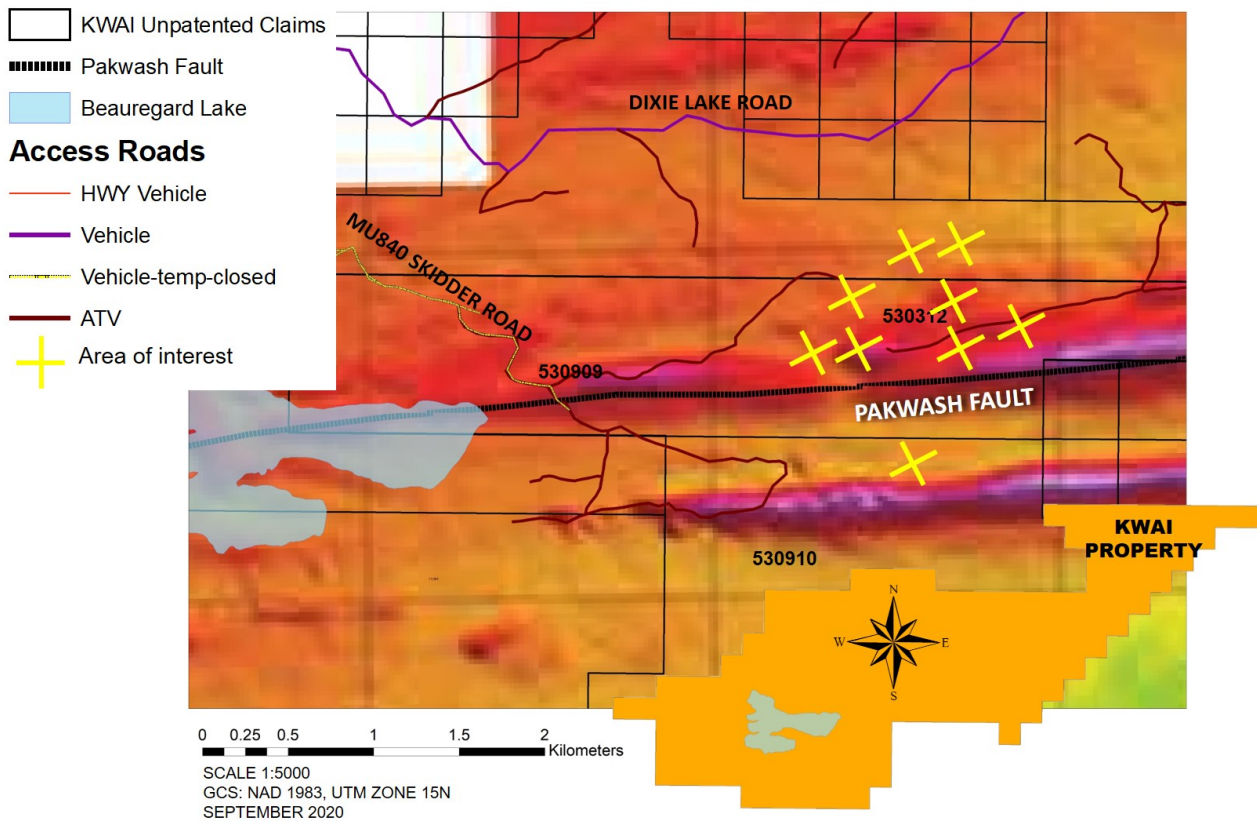 KWAI Unpatented Claims
Pakwash Fault
Beauregard Lake
Access Roads
HWY Vehicle
Vehicle
Vehicle-temp-closed
ATV
Area of interest
DIXIE LAKE ROAD
MU840 SKIDDER ROAD
530312
530909
PAKWASH FAULT
530910
KWAI
PROPERTY
N
W
E
S
0 0.25 0.5 1 1.5 2
Kilometers
SCALE 1:5000
GCS: NAD 1983, UTM ZONE 15N
SEPTEMBER 2020